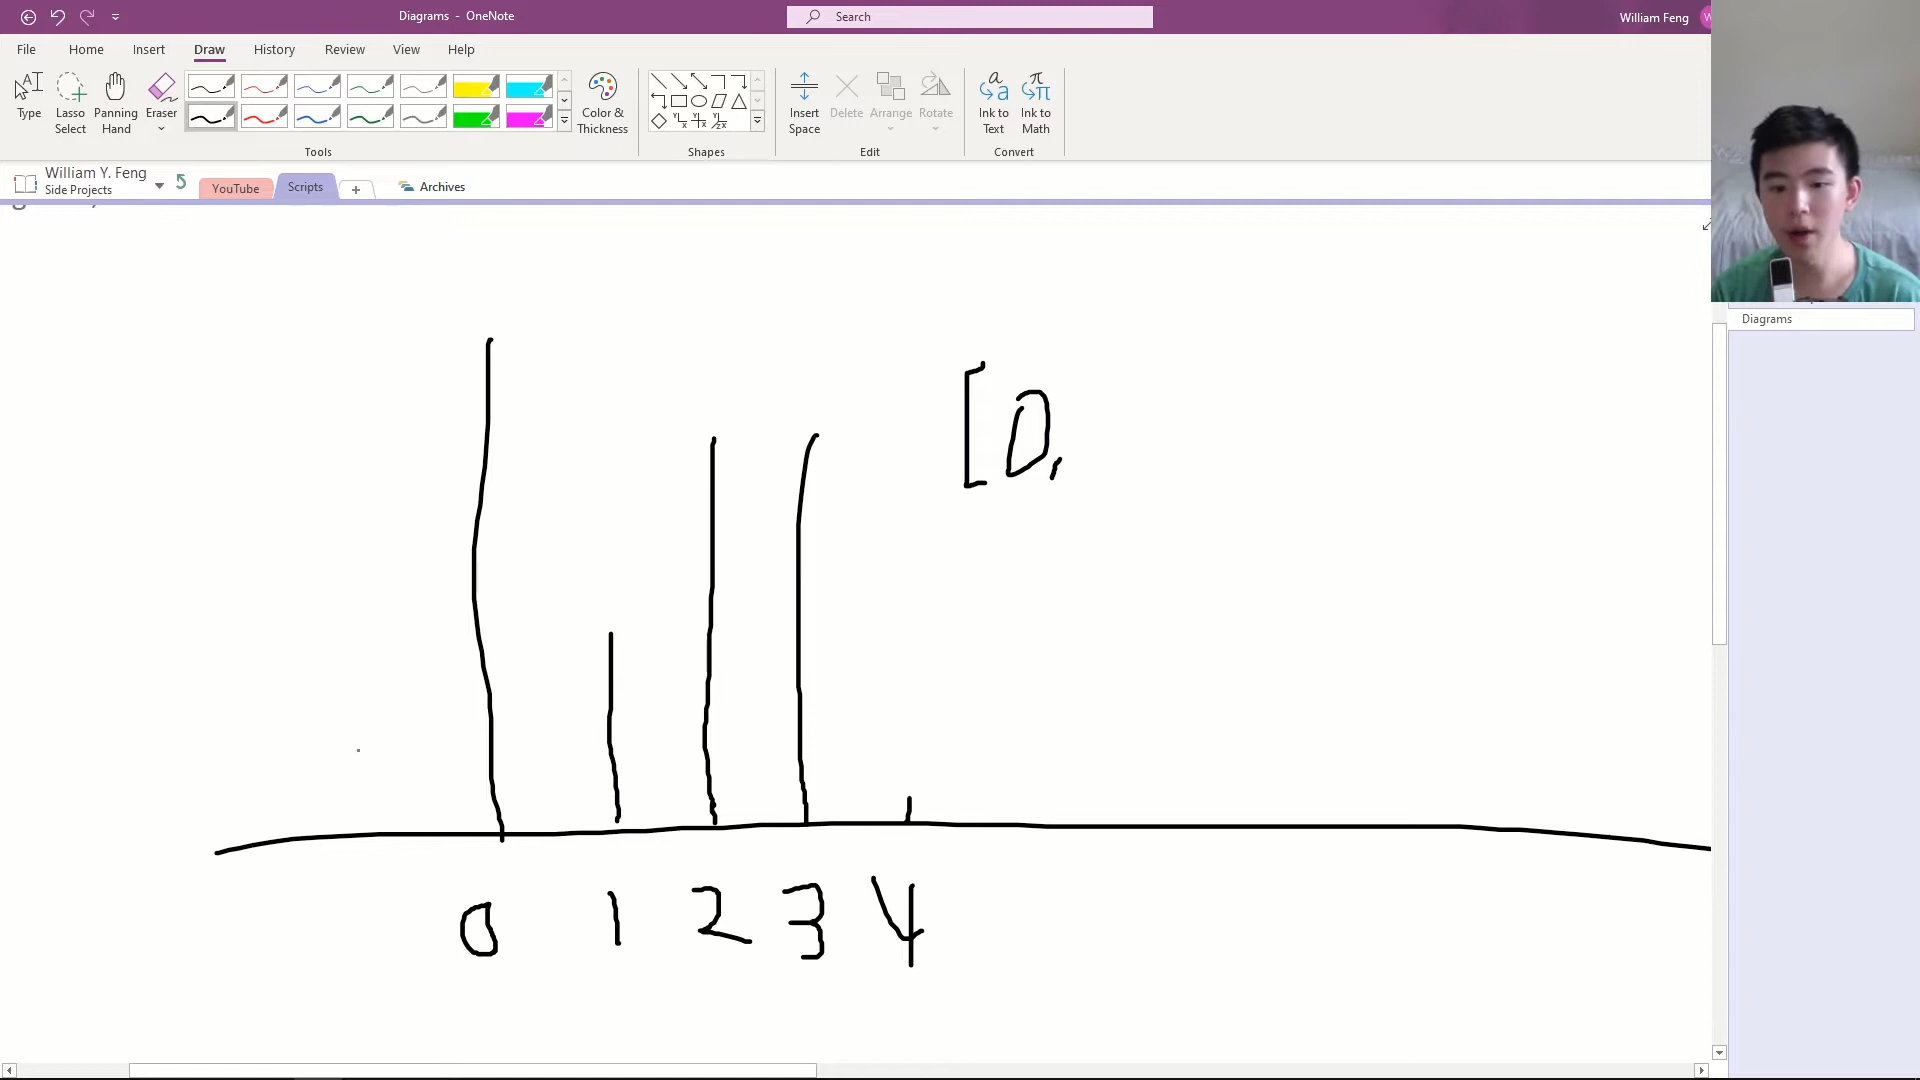 Diagrams - OneNote
Search
William Feng
File Home Insert Draw History Review View Help
Type
Lasso Select
Panning Hand
Eraser
Color & Thickness
Insert Space
Delete
Arrange
Rotate
Ink to Text
Ink to Math
Tools
Shapes
Edit
Convert
William Y. Feng
Side Projects
YouTube
Scripts
+
Archives
Diagrams
[0,
0 1 2 3 4